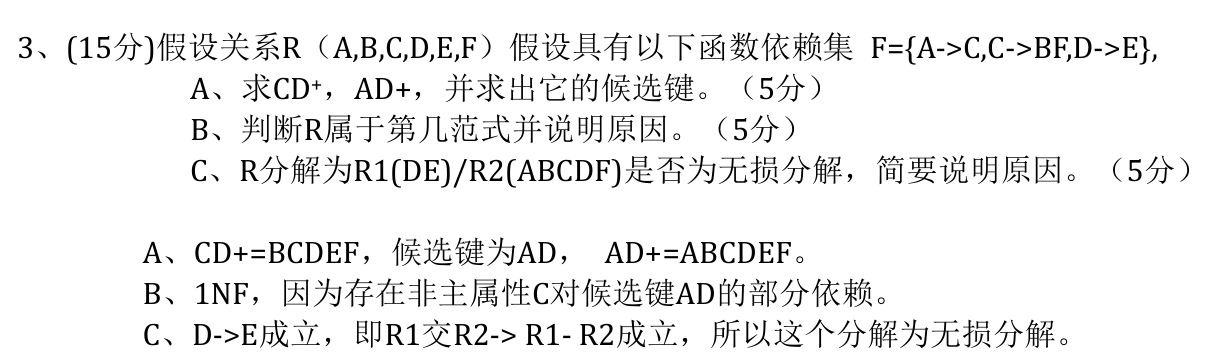 3、(15分)假设关系R（A,B,C,D,E,F）假设具有以下函数依赖集 F={A->C,C->BF,D->E},
A、求CD⁺，AD+，并求出它的候选键。（5分）
B、判断R属于第几范式并说明原因。（5分）
C、R分解为R1(DE)/R2(ABCDF)是否为无损分解，简要说明原因。（5分）
A、CD+=BCDEF，候选键为AD， AD+=ABCDEF。
B、1NF，因为存在非主属性C对候选键AD的部分依赖。
C、D->E成立，即R1交R2-> R1- R2成立，所以这个分解为无损分解。